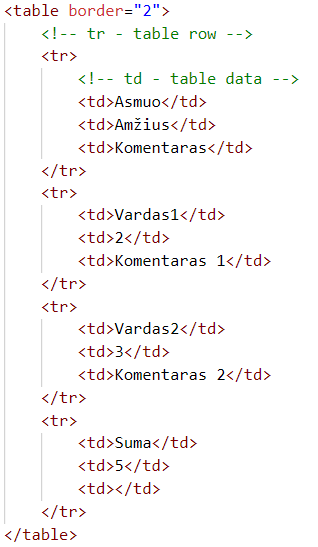 <table border="2">
    <!-- tr - table row -->
    <tr>
        <!-- td - table data -->
        <td>Asmuo</td>
        <td>Amžius</td>
        <td>Komentaras</td>
    </tr>
    <tr>
        <td>Vardas1</td>
        <td>2</td>
        <td>Komentaras 1</td>
    </tr>
    <tr>
        <td>Vardas2</td>
        <td>3</td>
        <td>Komentaras 2</td>
    </tr>
    <tr>
        <td>Suma</td>
        <td>5</td>
        <td></td>
    </tr>
</table>